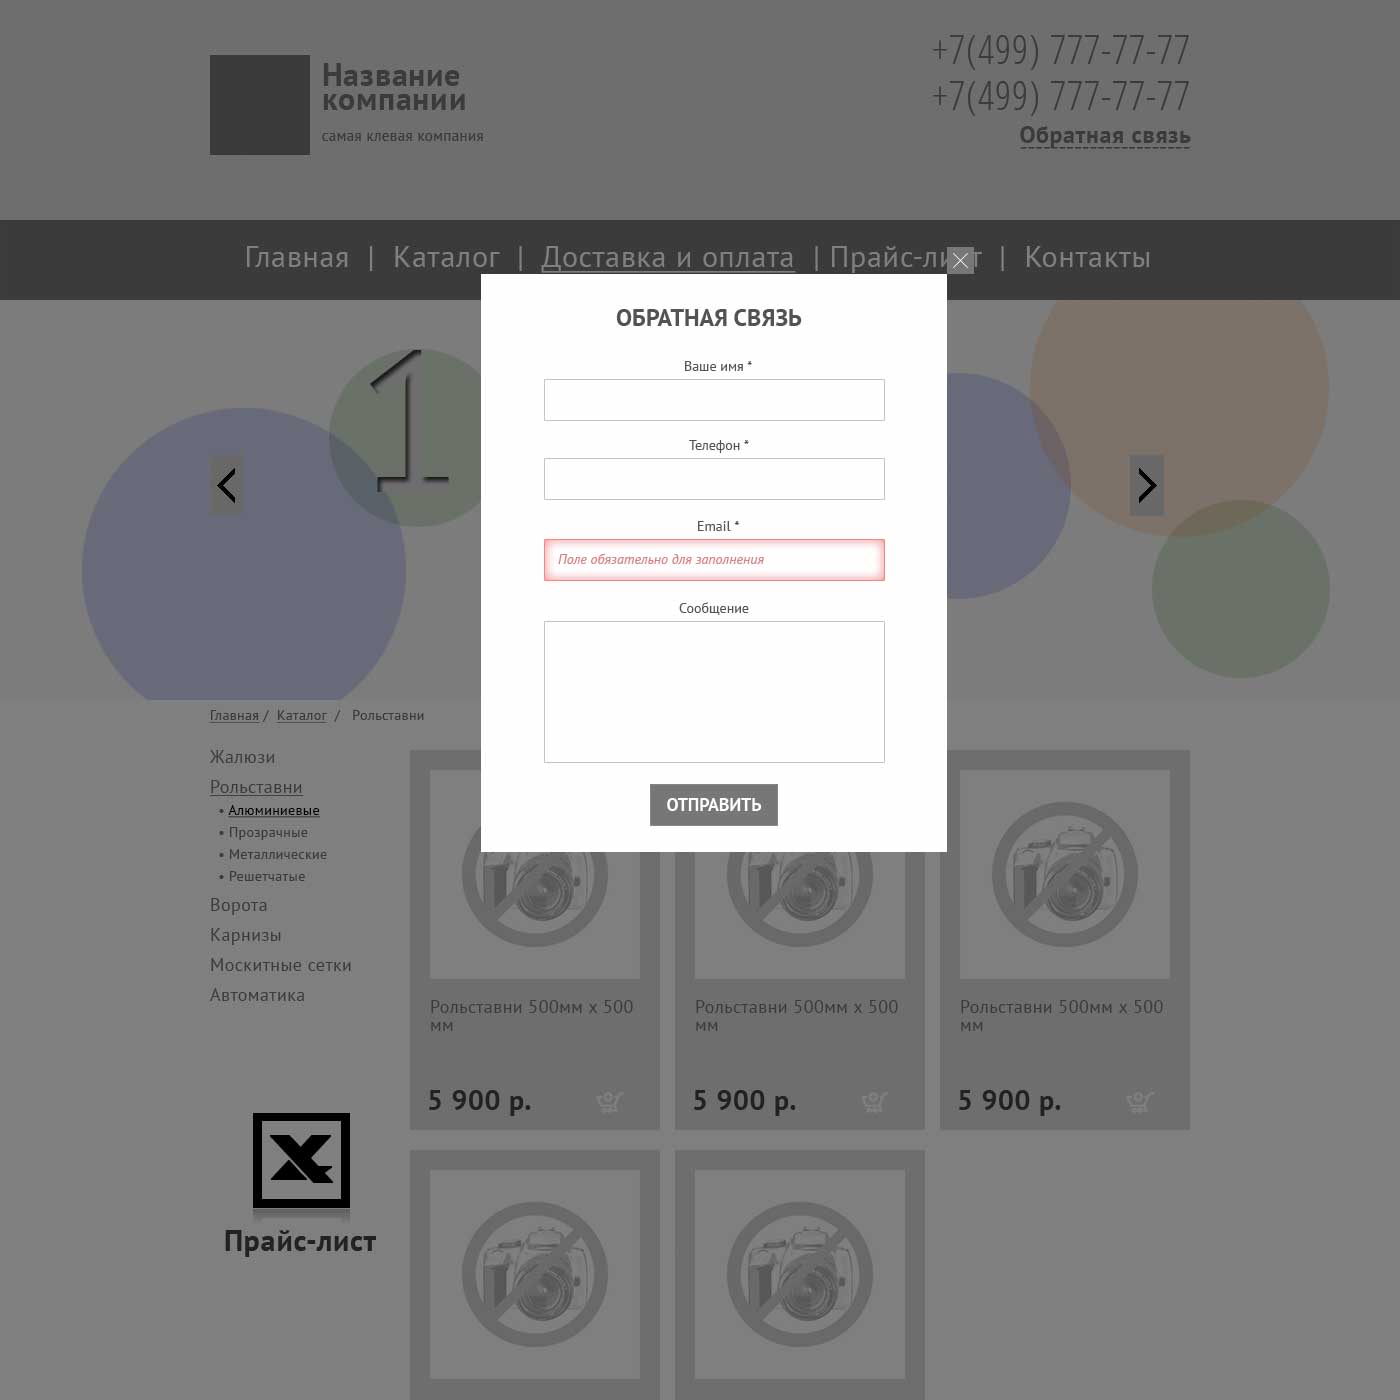 Название
компании
самая клевая компания
+7(499) 777-77-77
+7(499) 777-77-77
Обратная связь
Главная | Каталог | Доставка и оплата | Прайс-лист | Контакты
1
ОБРАТНАЯ СВЯЗЬ
Ваше имя *
Телефон *
Email *
Поле обязательно для заполнения
Сообщение
ОТПРАВИТЬ
Главная / Каталог / Рольставни
Жалюзи
Рольставни
• Алюминиевые
• Прозрачные
• Металлические
• Решетчатые
Ворота
Карнизы
Москитные сетки
Автоматика
Прайс-лист
Рольставни 500мм х 500
мм
5 900 р.
Рольставни 500мм х 500
мм
5 900 р.
Рольставни 500мм х 500
мм
5 900 р.